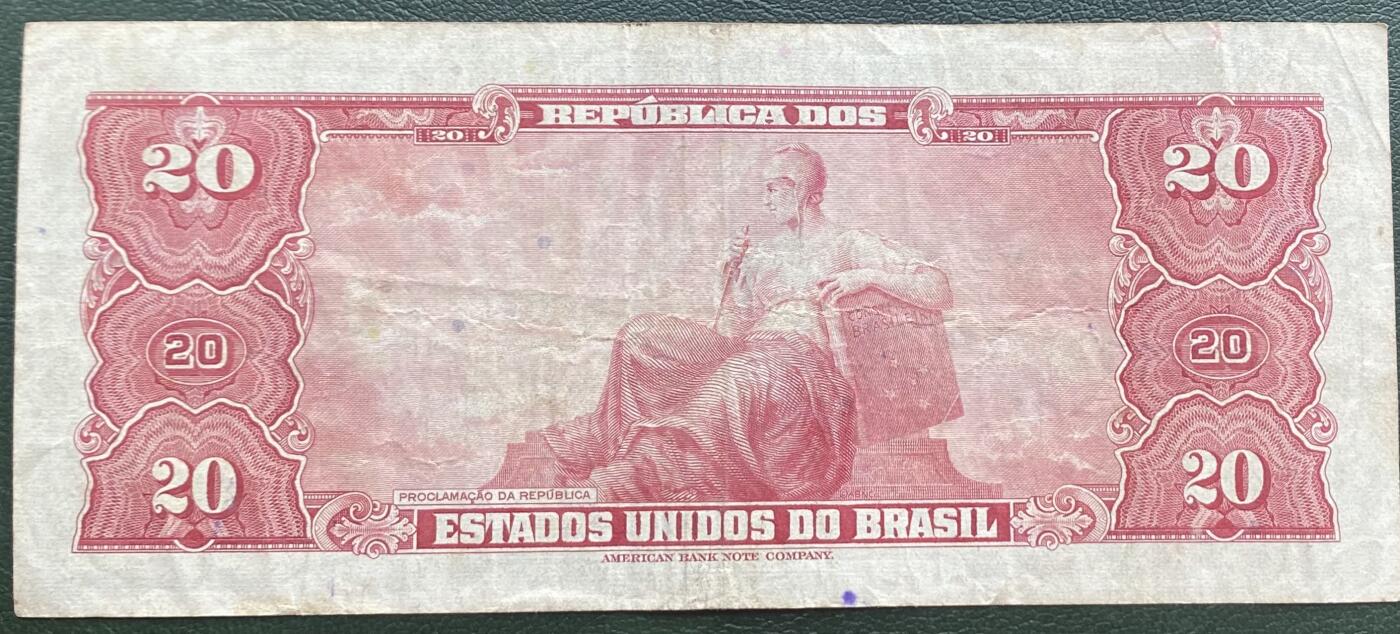 REPÚBLICA DOS
20 20
20 20
BRASILEIRA
20 20
20 20
PROCLAMAÇÃO DA REPÚBLICA
ESTADOS UNIDOS DO BRASIL
AMERICAN BANK NOTE COMPANY.